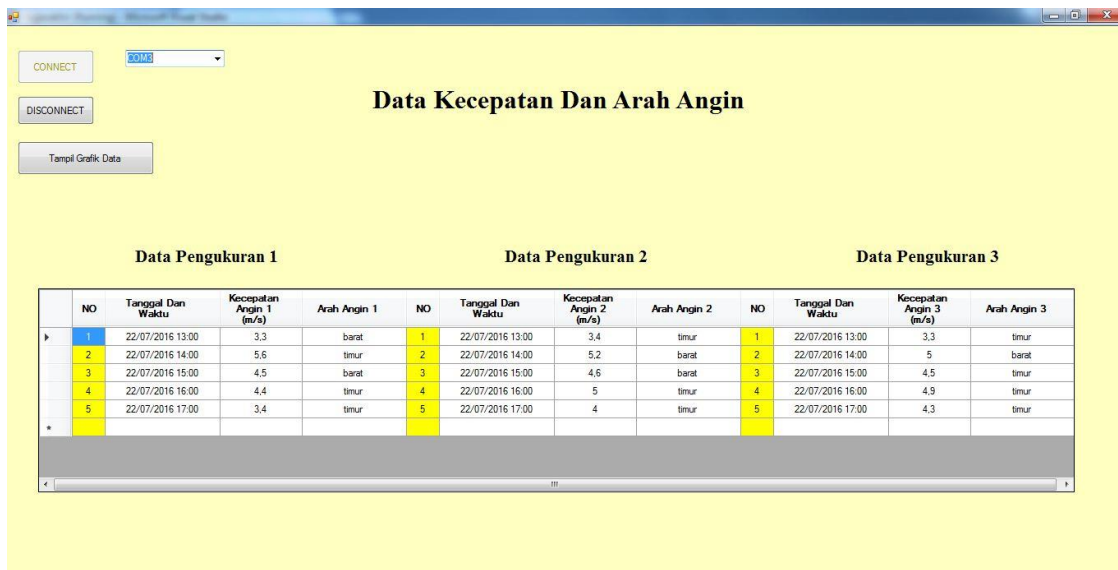 CONNECT
COM3
DISCONNECT
Data Kecepatan Dan Arah Angin
Tampil Grafik Data
Data Pengukuran 1
Data Pengukuran 2
Data Pengukuran 3
NO Tanggal Dan Waktu Kecepatan Angin 1 (m/s) Arah Angin 1 NO Tanggal Dan Waktu Kecepatan Angin 2 (m/s) Arah Angin 2 NO Tanggal Dan Waktu Kecepatan Angin 3 (m/s) Arah Angin 3
1 22/07/2016 13:00 3,3 barat 1 22/07/2016 13:00 3,4 timur 1 22/07/2016 13:00 3,3 timur
2 22/07/2016 14:00 5,6 timur 2 22/07/2016 14:00 5,2 barat 2 22/07/2016 14:00 5 barat
3 22/07/2016 15:00 4,5 barat 3 22/07/2016 15:00 4,6 barat 3 22/07/2016 15:00 4,5 timur
4 22/07/2016 16:00 4,4 timur 4 22/07/2016 16:00 5 timur 4 22/07/2016 16:00 4,9 timur
5 22/07/2016 17:00 3,4 timur 5 22/07/2016 17:00 4 timur 5 22/07/2016 17:00 4,3 timur